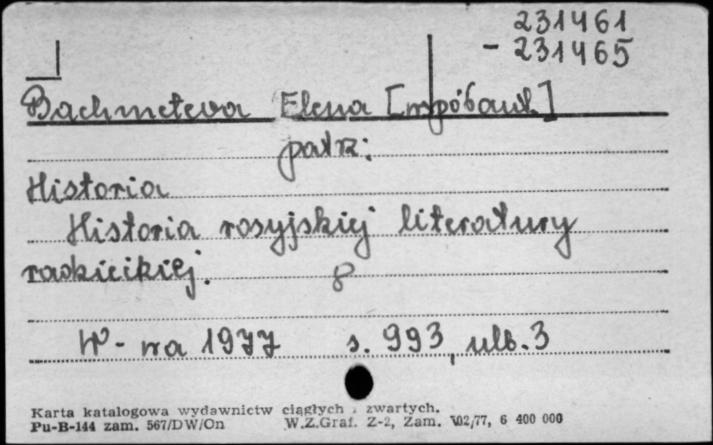 231461
- 231465
Bachmeteva Elena [współaut.]
patrz:
Historia
Historia rosyjskiej literatury
radzieckiej. 8
W-wa 1977 s. 993, ulb. 3
Karta katalogowa wydawnictw ciągłych i zwartych.
Pu-B-144 zam. 567/DW/On W.Z.Graf. Z-2, Zam. 102/77, 6 400 000